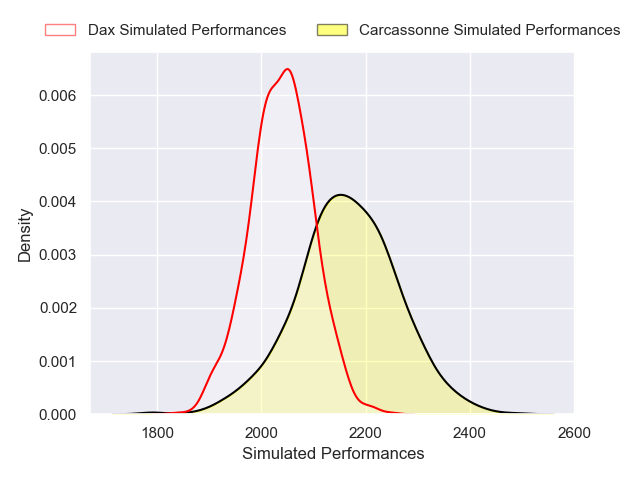 Dax Simulated Performances Carcassonne Simulated Performances
0.006
0.005
0.004
0.003
0.002
0.001
0.000
Density
1800 2000 2200 2400 2600
Simulated Performances